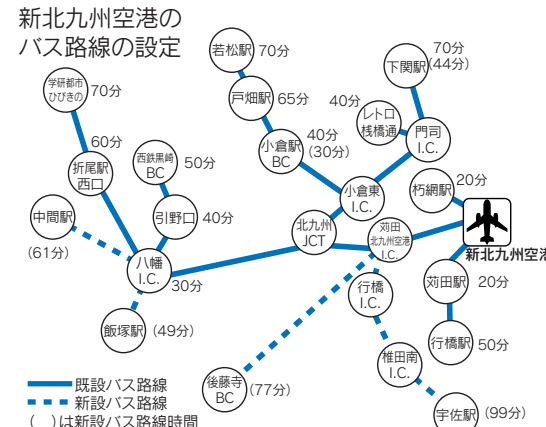 新北九州空港の
バス路線の設定
若松駅 70分
戸畑駅 65分
小倉駅
BC
40分
(30分)
70分
下関駅 (44分)
40分
レトロ
桟橋通
門司
I.C.
学研都市
ひびきの
70分
60分
折尾駅
西口
西鉄黒崎
BC
50分
引野口 40分
中間駅
(61分)
八幡
I.C.
30分
飯塚駅 (49分)
北九州
JCT
小倉東
I.C.
朽網駅 20分
苅田
北九州空港
I.C.
新北九州空港
苅田駅 20分
行橋駅 50分
行橋
I.C.
椎田南
I.C.
宇佐駅 (99分)
後藤寺
BC
(77分)
既設バス路線
新設バス路線
( )は新設バス路線時間